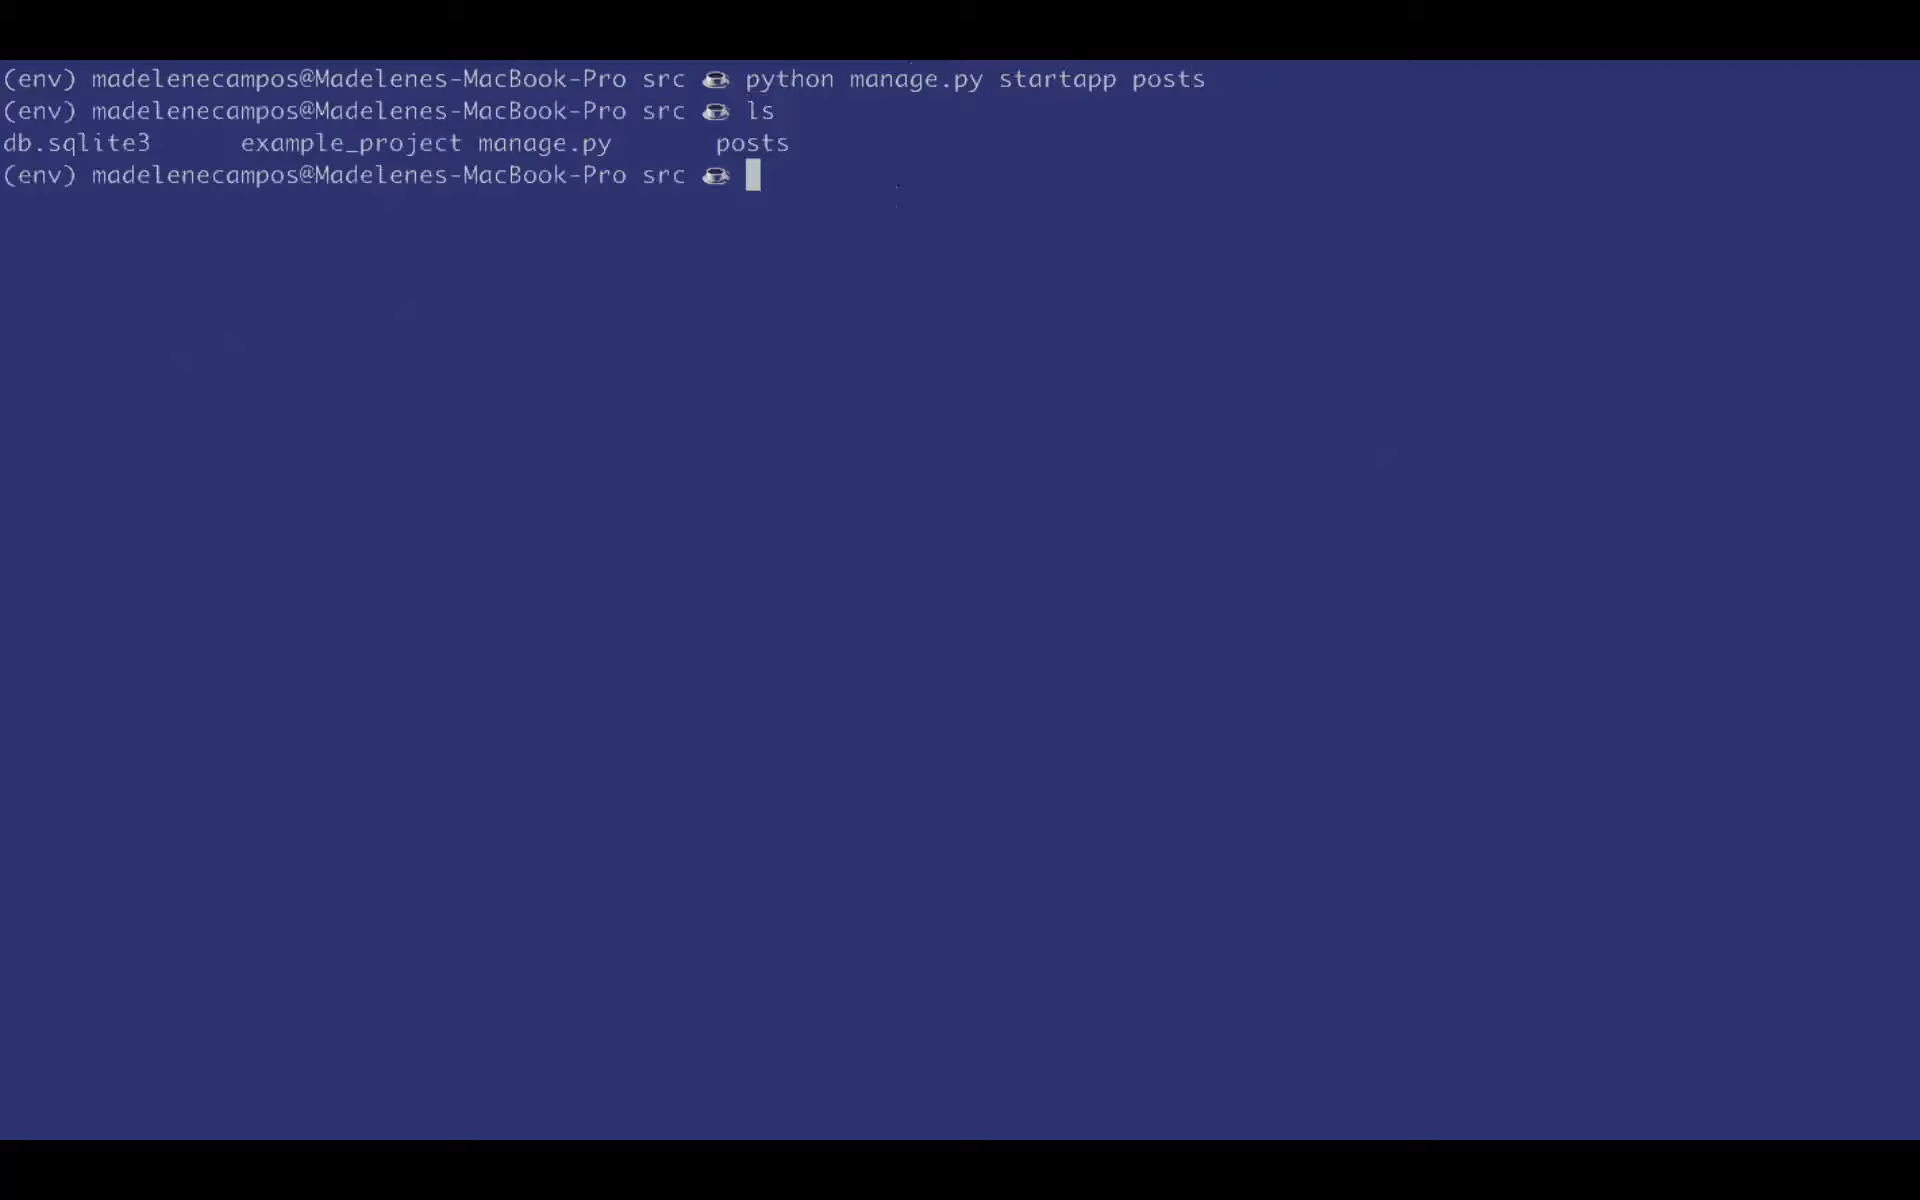 (env) madelenecampos@Madelenes-MacBook-Pro src ☕ python manage.py startapp posts
(env) madelenecampos@Madelenes-MacBook-Pro src ☕ ls
db.sqlite3 example_project manage.py posts
(env) madelenecampos@Madelenes-MacBook-Pro src ☕